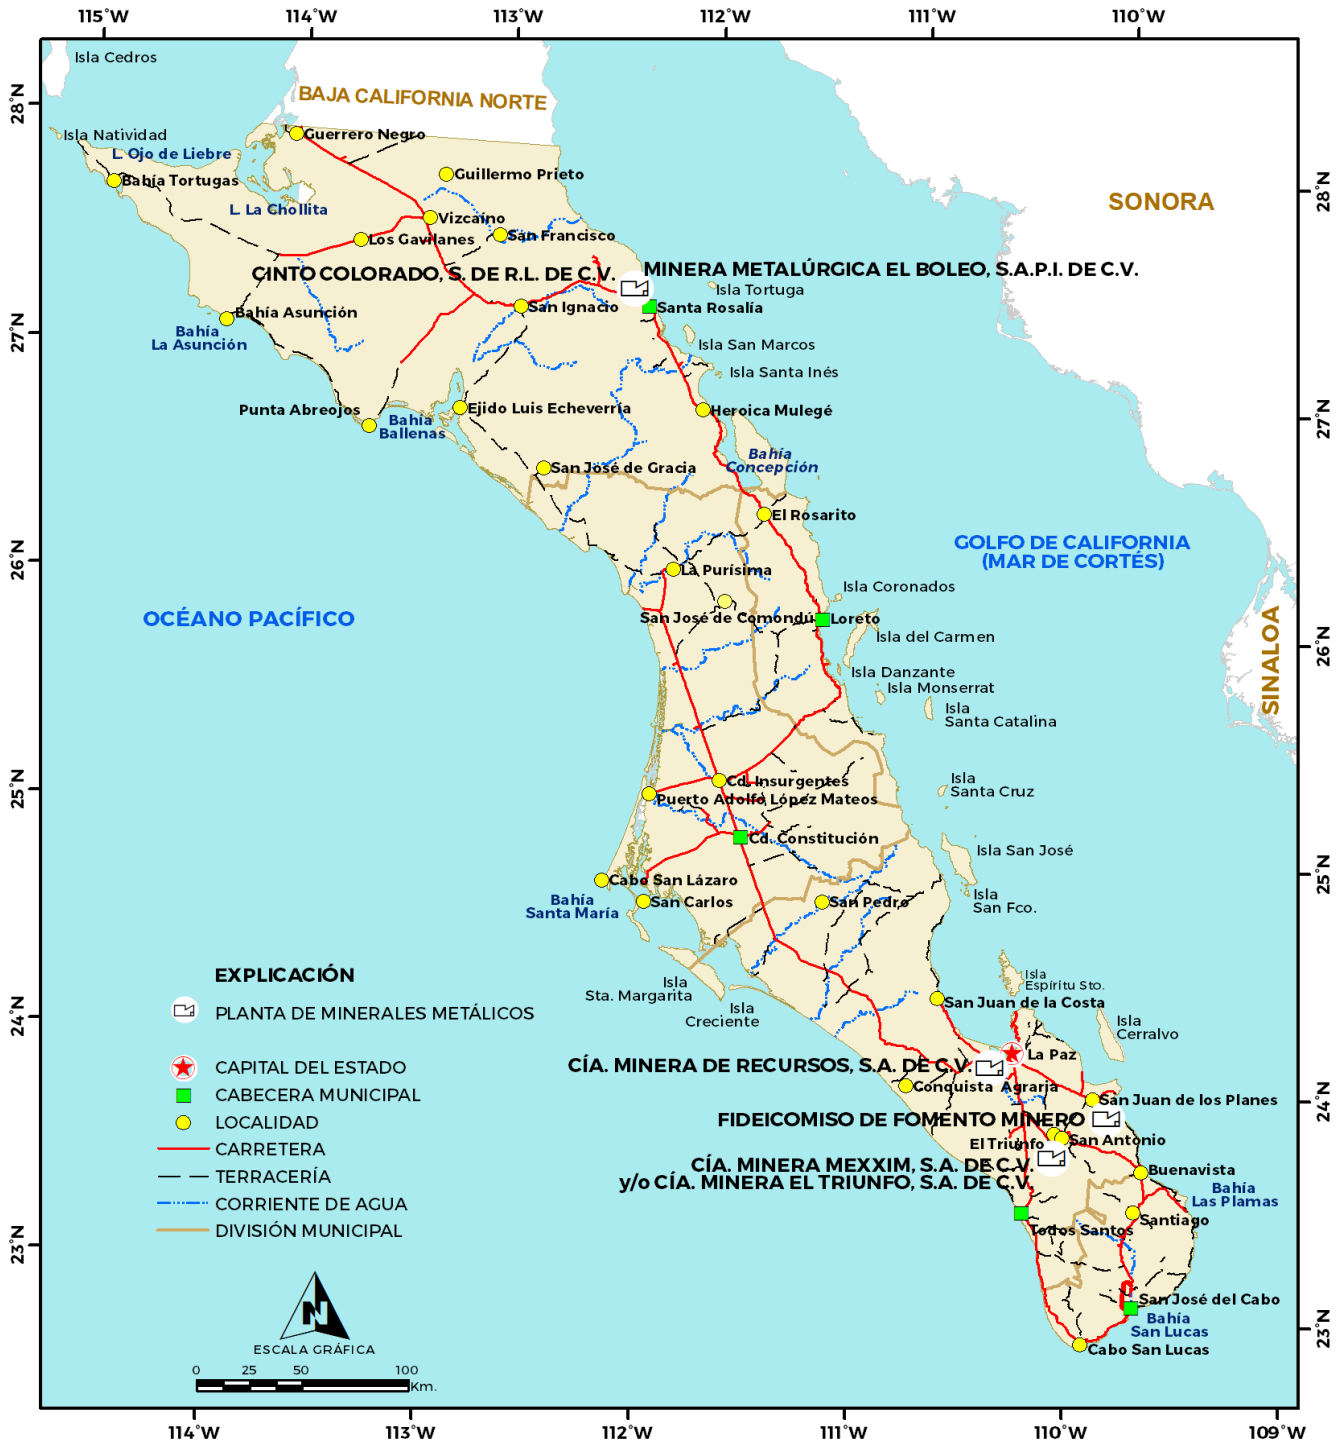 115°W 114°W 113°W 112°W 111°W 110°W
Isla Cedros
BAJA CALIFORNIA NORTE
28°N
Isla Natividad
Guerrero Negro
L. Ojo de Liebre
Bahía Tortugas
Guillermo Prieto
28°N
SONORA
L. La Chollita
Vizcaíno
Los Gavilanes
San Francisco
CINTO COLORADO, S. DE R.L. DE C.V.
MINERA METALÚRGICA EL BOLEO, S.A.P.I. DE C.V.
Isla Tortuga
San Ignacio
Santa Rosalía
Bahía Asunción
27°N
Bahía
La Asunción
Isla San Marcos
Isla Santa Inés
Punta Abreojos
Ejido Luis Echeverría
Heroica Mulegé
27°N
Bahía
Ballenas
Bahía
Concepción
San José de Gracia
El Rosarito
GOLFO DE CALIFORNIA
(MAR DE CORTÉS)
26°N
La Purísima
Isla Coronados
OCÉANO PACÍFICO
San José de Comondú
Loreto
Isla del Carmen
26°N
SINALOA
Isla Danzante
Isla Monserrat
Isla
Santa Catalina
25°N
Cd. Insurgentes
Isla
Santa Cruz
Puerto Adolfo López Mateos
Cd. Constitución
Isla San José
25°N
Cabo San Lázaro
Bahía
Santa María
San Carlos
San Pedro
Isla
San Fco.
EXPLICACIÓN
Isla
Sta. Margarita
Isla
Espíritu Sto.
San Juan de la Costa
PLANTA DE MINERALES METÁLICOS
Isla
Creciente
24°N
Isla
Cerralvo
CAPITAL DEL ESTADO
CÍA. MINERA DE RECURSOS, S.A. DE C.V.
La Paz
CABECERA MUNICIPAL
Conquista Agraria
San Juan de los Planes
24°N
LOCALIDAD
FIDEICOMISO DE FOMENTO MINERO
El Triunfo
San Antonio
CARRETERA
CÍA. MINERA MEXXIM, S.A. DE C.V.
y/o CÍA. MINERA EL TRIUNFO, S.A. DE C.V.
Buenavista
TERRACERÍA
Bahía
Las Plamas
CORRIENTE DE AGUA
Santiago
DIVISIÓN MUNICIPAL
Todos Santos
23°N
San José del Cabo
N
Bahía
San Lucas
23°N
ESCALA GRÁFICA
Cabo San Lucas
0 25 50 100
Km.
114°W 113°W 112°W 111°W 110°W 109°W